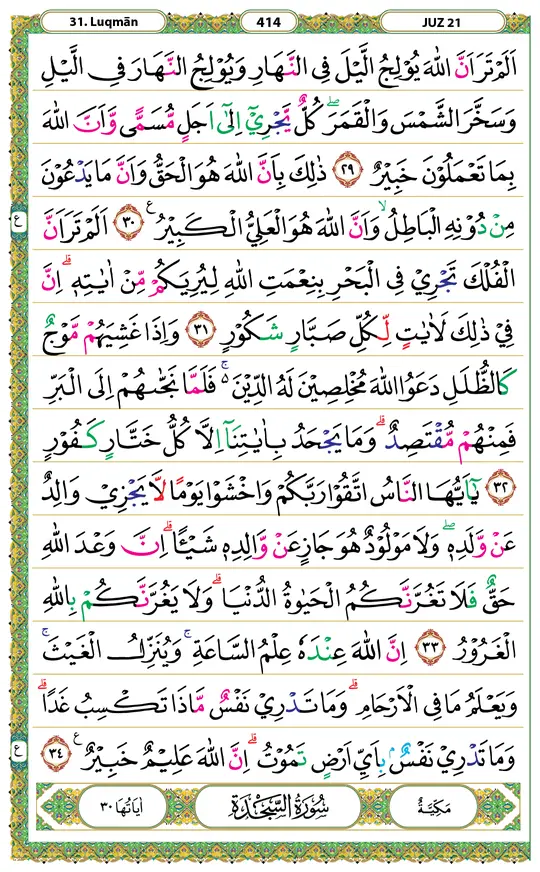 31. Luqmān 414 JUZ 21
اَلَمْ تَرَ اَنَّ اللّٰهَ يُوْلِجُ الَّيْلَ فِى النَّهَارِ وَيُوْلِجُ النَّهَارَ فِى الَّيْلِ
وَسَخَّرَ الشَّمْسَ وَالْقَمَرَ ۖ كُلٌّ يَّجْرِيْٓ اِلٰٓى اَجَلٍ مُّسَمًّى وَّاَنَّ اللّٰهَ
بِمَا تَعْمَلُوْنَ خَبِيْرٌ ٢٩ ذٰلِكَ بِاَنَّ اللّٰهَ هُوَ الْحَقُّ وَاَنَّ مَا يَدْعُوْنَ
مِنْ دُوْنِهِ الْبَاطِلُ ۙ وَاَنَّ اللّٰهَ هُوَ الْعَلِيُّ الْكَبِيْرُ ࣖ ٣٠ اَلَمْ تَرَ اَنَّ
ع
الْفُلْكَ تَجْرِيْ فِى الْبَحْرِ بِنِعْمَتِ اللّٰهِ لِيُرِيَكُمْ مِّنْ اٰيٰتِهٖ ۗ اِنَّ
فِيْ ذٰلِكَ لَاٰيٰتٍ لِّكُلِّ صَبَّارٍ شَكُوْرٍ ٣١ وَاِذَا غَشِيَهُمْ مَّوْجٌ
كَالظُّلَلِ دَعَوُا اللّٰهَ مُخْلِصِيْنَ لَهُ الدِّيْنَ ەۚ فَلَمَّا نَجّٰىهُمْ اِلَى الْبَرِّ
فَمِنْهُمْ مُّقْتَصِدٌ ۗ وَمَا يَجْحَدُ بِاٰيٰتِنَآ اِلَّا كُلُّ خَتَّارٍ كَفُوْرٍ
٣٢ يٰٓاَيُّهَا النَّاسُ اتَّقُوْا رَبَّكُمْ وَاخْشَوْا يَوْمًا لَّا يَجْزِيْ وَالِدٌ
عَنْ وَّلَدِهٖ ۖ وَلَا مَوْلُوْدٌ هُوَ جَازٍ عَنْ وَّالِدِهٖ شَيْـًٔا ۗ اِنَّ وَعْدَ اللّٰهِ
حَقٌّ فَلَا تَغُرَّنَّكُمُ الْحَيٰوةُ الدُّنْيَا ۗ وَلَا يَغُرَّنَّكُمْ بِاللّٰهِ
الْغَرُوْرُ ٣٣ اِنَّ اللّٰهَ عِنْدَهٗ عِلْمُ السَّاعَةِ ۚ وَيُنَزِّلُ الْغَيْثَ ۚ
وَيَعْلَمُ مَا فِى الْاَرْحَامِ ۗ وَمَا تَدْرِيْ نَفْسٌ مَّاذَا تَكْسِبُ غَدًا ۗ
وَمَا تَدْرِيْ نَفْسٌۢ بِاَيِّ اَرْضٍ تَمُوْتُ ۗ اِنَّ اللّٰهَ عَلِيْمٌ خَبِيْرٌ ࣖ ٣٤
ع
مَكِّيَّةٌ سُوْرَةُ السَّجْدَةِ اٰيَاتُهَا ٣٠